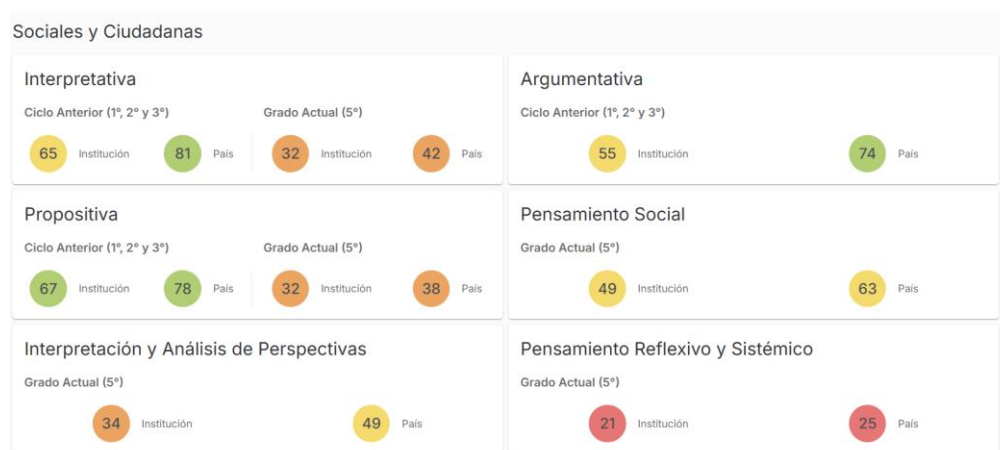 Sociales y Ciudadanas
Interpretativa
Ciclo Anterior (1°, 2° y 3°) Grado Actual (5°)
65 Institución 81 País 32 Institución 42 País
Argumentativa
Ciclo Anterior (1°, 2° y 3°)
55 Institución 74 País
Propositiva
Ciclo Anterior (1°, 2° y 3°) Grado Actual (5°)
67 Institución 78 País 32 Institución 38 País
Pensamiento Social
Grado Actual (5°)
49 Institución 63 País
Interpretación y Análisis de Perspectivas
Grado Actual (5°)
34 Institución 49 País
Pensamiento Reflexivo y Sistémico
Grado Actual (5°)
21 Institución 25 País